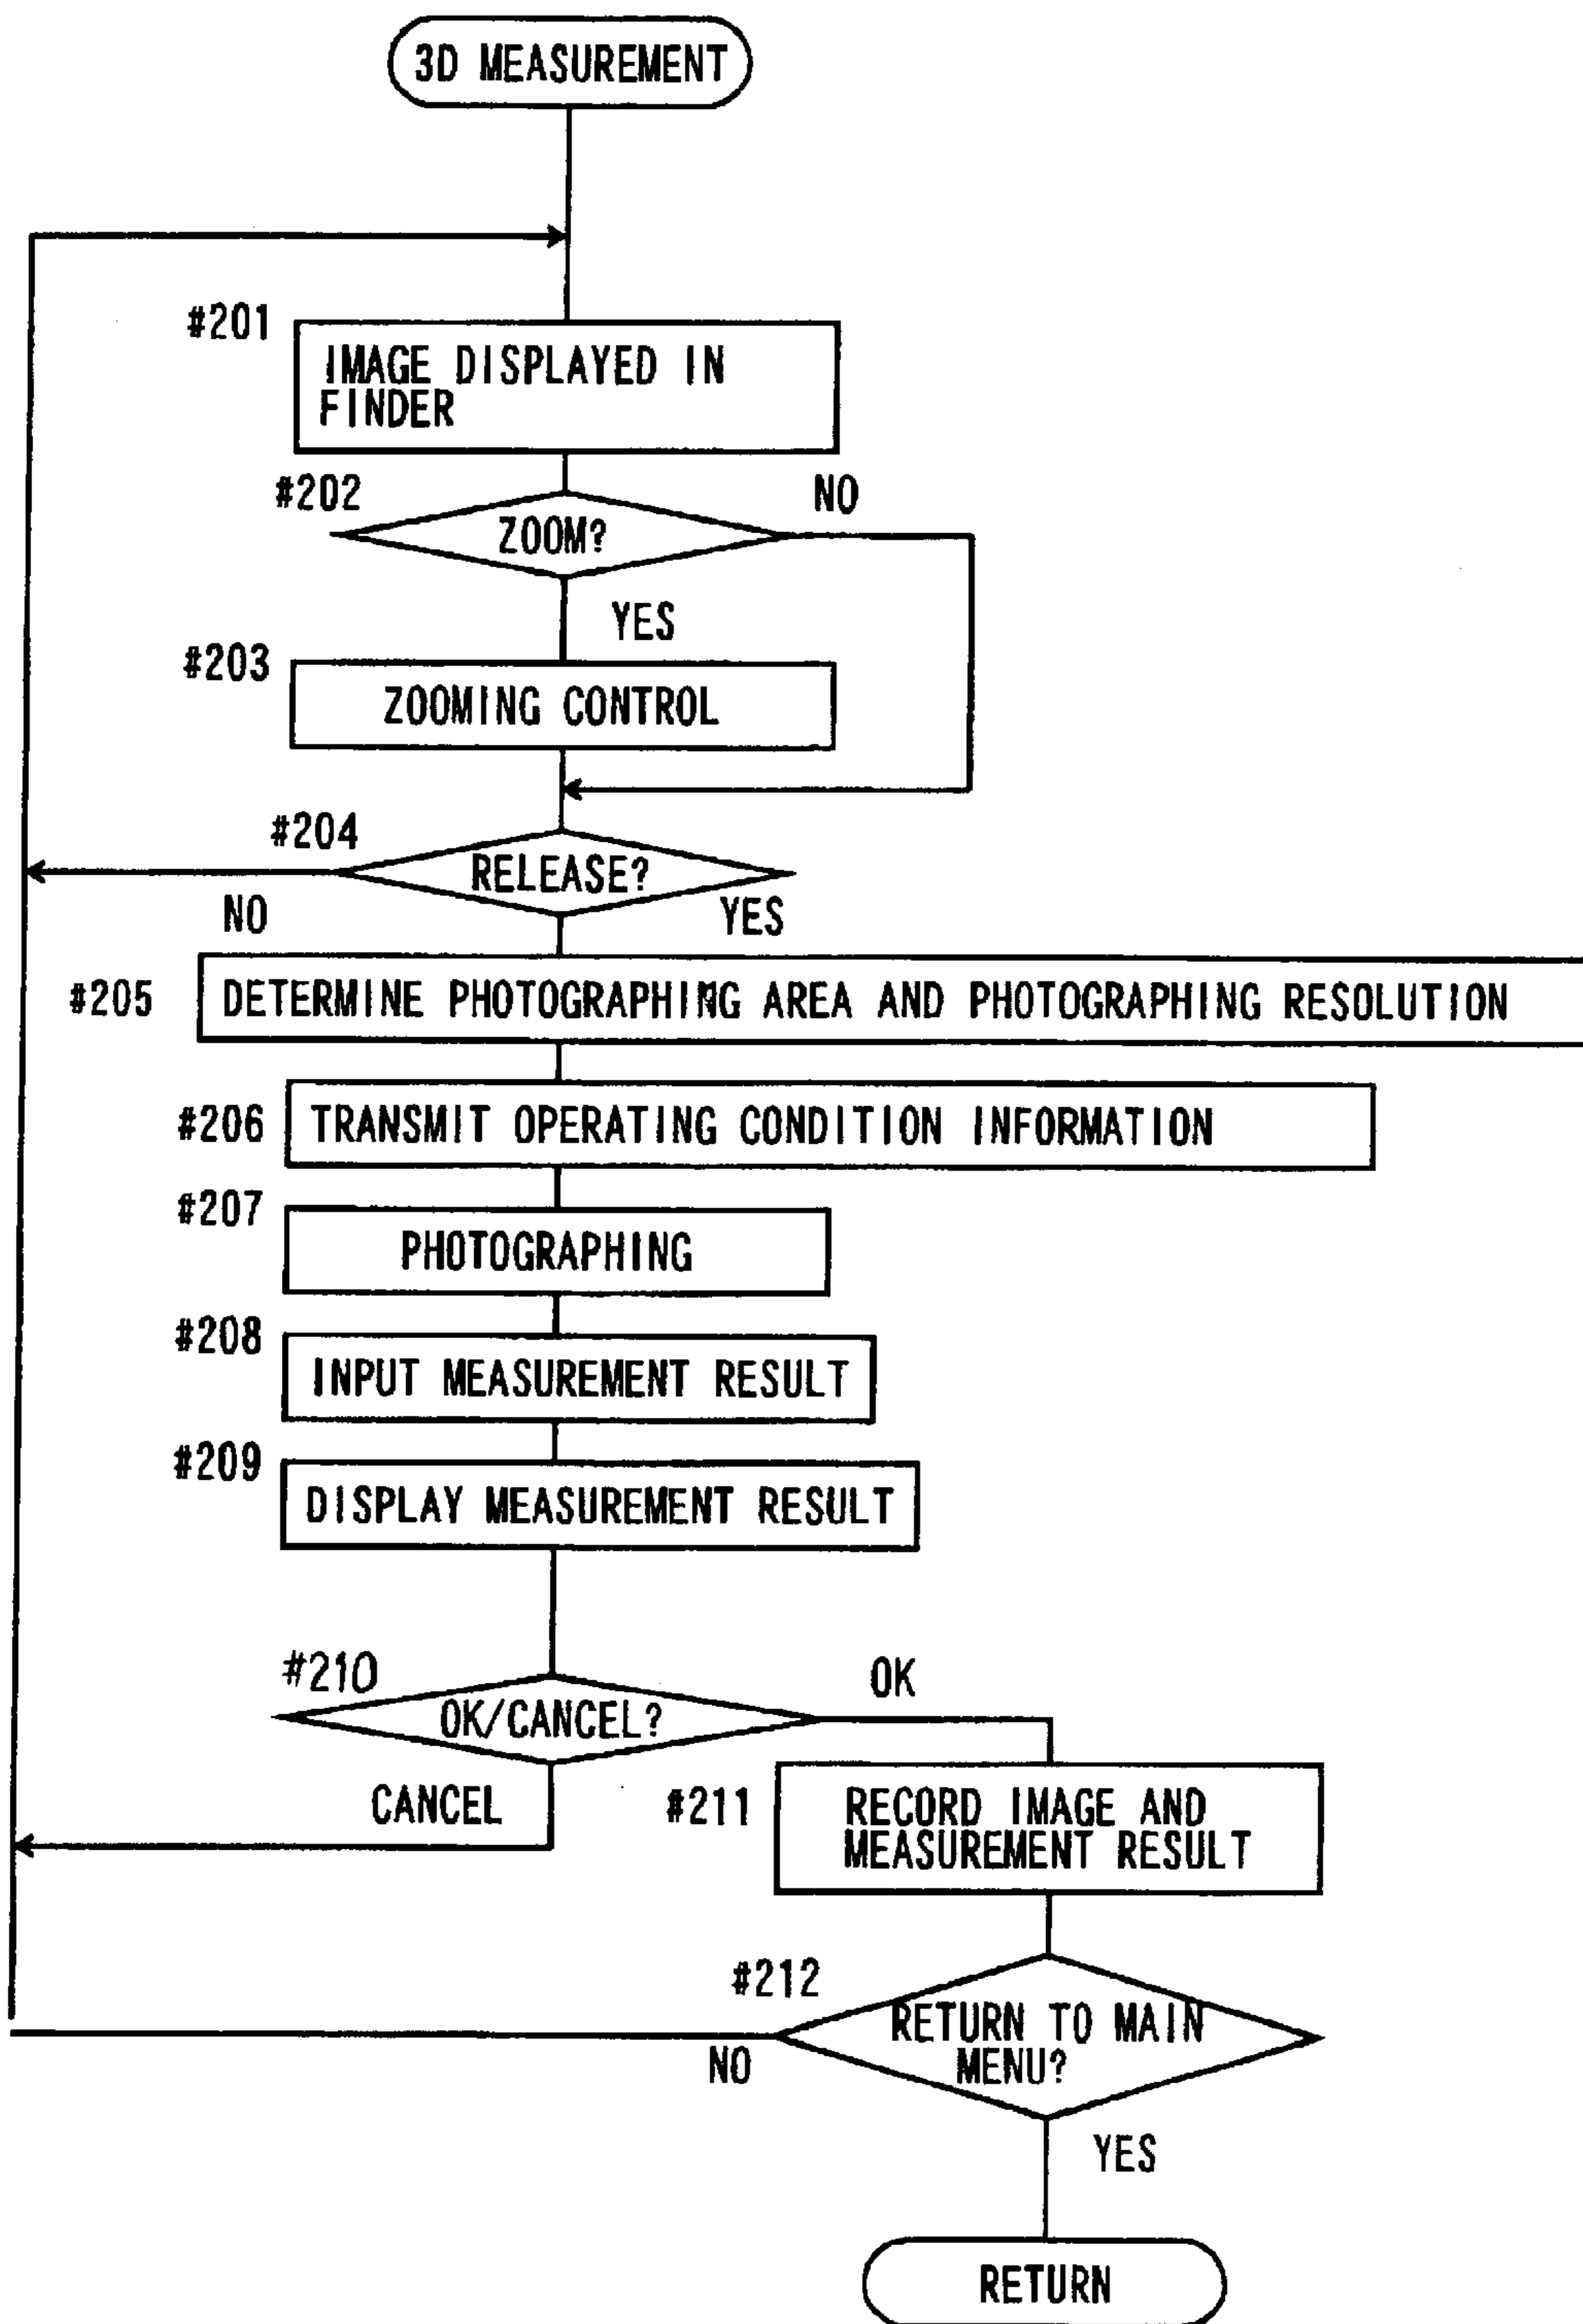 3D MEASUREMENT
#201
IMAGE DISPLAYED IN
FINDER
#202
NO
ZOOM?
YES
#203
ZOOMING CONTROL
#204
RELEASE?
NO
YES
#205
DETERMINE PHOTOGRAPHING AREA AND PHOTOGRAPHING RESOLUTION
#206
TRANSMIT OPERATING CONDITION INFORMATION
#207
PHOTOGRAPHING
#208
INPUT MEASUREMENT RESULT
#209
DISPLAY MEASUREMENT RESULT
#210
OK
OK/CANCEL?
CANCEL
#211
RECORD IMAGE AND
MEASUREMENT RESULT
#212
RETURN TO MAIN
MENU?
NO
YES
RETURN